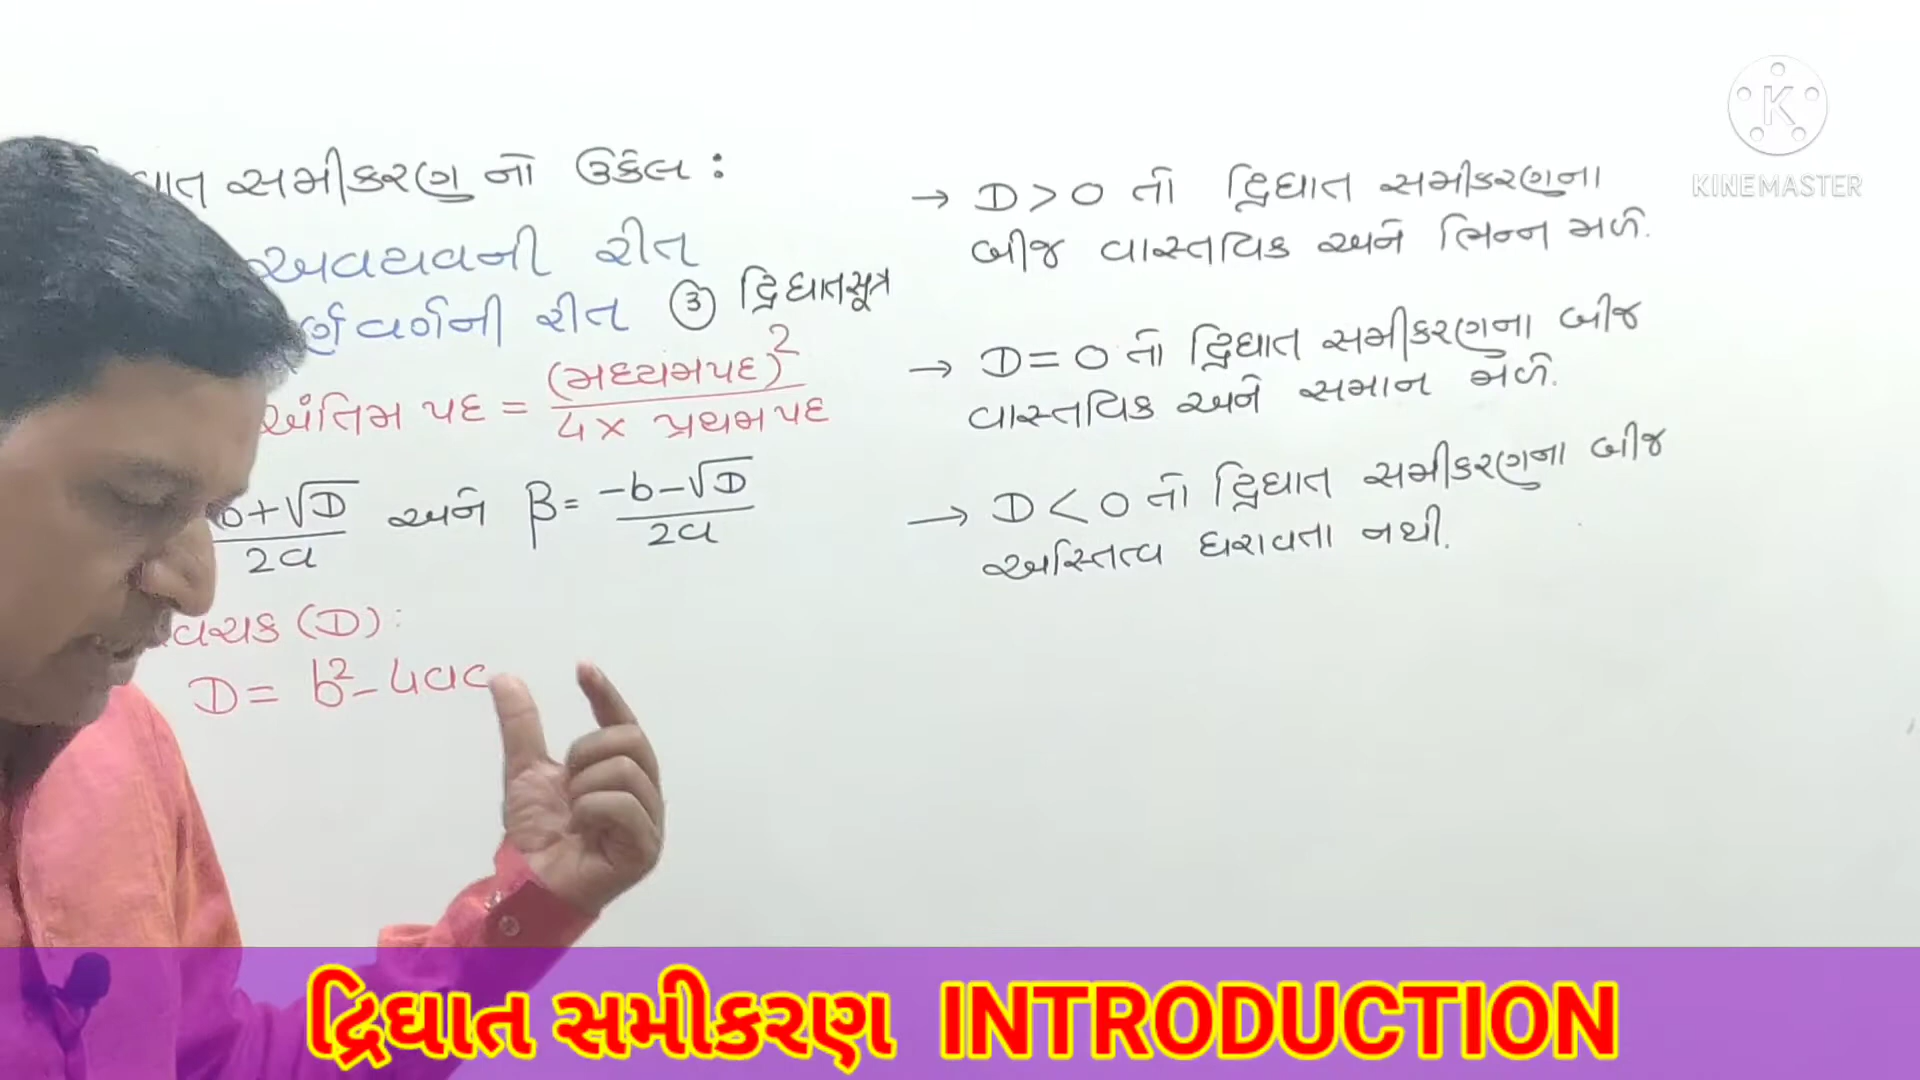 સમીકરણ નો ઉકેલ :
અવયવની રીત
વર્ગની રીત ③ દ્વિઘાતસૂત્ર
અંતિમ પદ = (મધ્યમપદ)² / 4 × પ્રથમપદ
b+√D / 2a અને β = -b-√D / 2a
(D) :
D = b² - 4ac
→ D > 0 તો દ્વિઘાત સમીકરણના
બીજ વાસ્તવિક અને ભિન્ન મળે.
→ D = 0 તો દ્વિઘાત સમીકરણના બીજ
વાસ્તવિક અને સમાન મળે.
→ D < 0 તો દ્વિઘાત સમીકરણના બીજ
અસ્તિત્વ ધરાવતા નથી.
KINEMASTER
દ્વિઘાત સમીકરણ INTRODUCTION